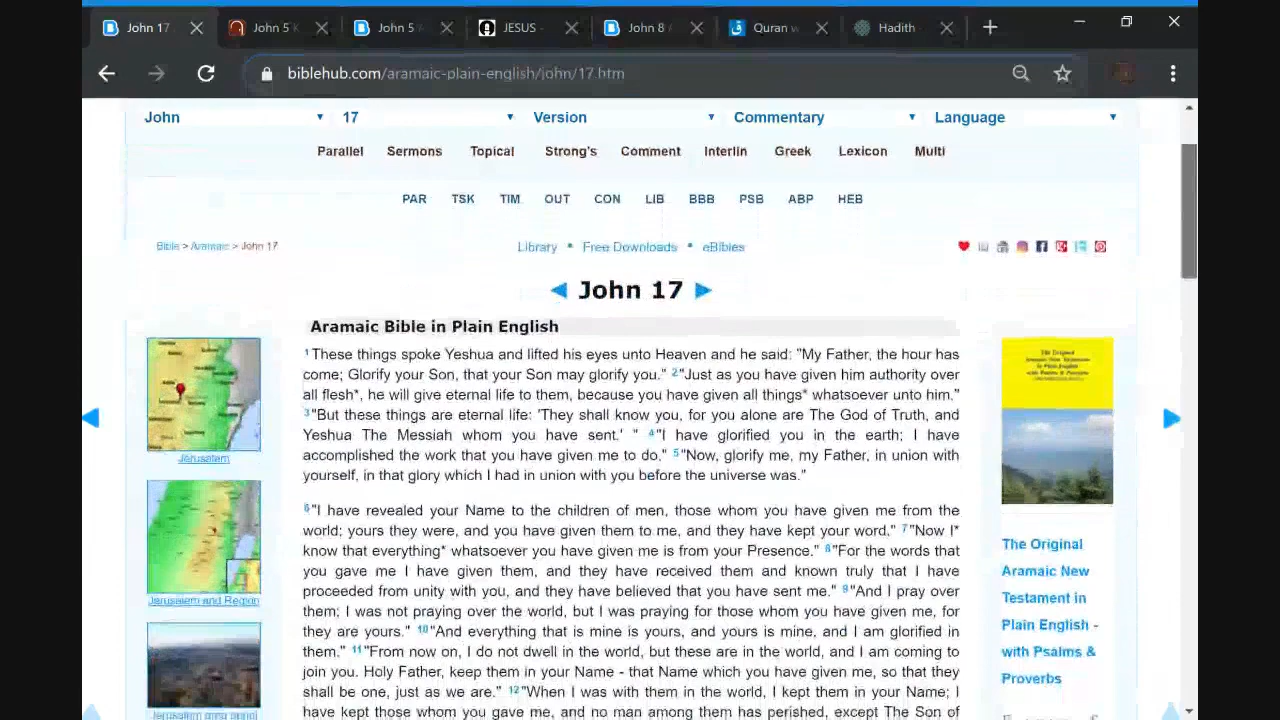 John 17
John 5 K
John 5 A
JESUS -
John 8 A
Quran w
Hadith
biblehub.com/aramaic-plain-english/john/17.htm
John 17 Version Commentary Language
Parallel Sermons Topical Strong's Comment Interlin Greek Lexicon Multi
PAR TSK TIM OUT CON LIB BBB PSB ABP HEB
Bible > Aramaic > John 17
Library • Free Downloads • eBibles
John 17
Aramaic Bible in Plain English
1 These things spoke Yeshua and lifted his eyes unto Heaven and he said: "My Father, the hour has
come. Glorify your Son, that your Son may glorify you." 2 "Just as you have given him authority over
all flesh*, he will give eternal life to them, because you have given all things* whatsoever unto him."
3 "But these things are eternal life: 'They shall know you, for you alone are The God of Truth, and
Yeshua The Messiah whom you have sent.' " 4 "I have glorified you in the earth; I have
accomplished the work that you have given me to do." 5 "Now, glorify me, my Father, in union with
yourself, in that glory which I had in union with you before the universe was."
6 "I have revealed your Name to the children of men, those whom you have given me from the
world; yours they were, and you have given them to me, and they have kept your word." 7 "Now I*
know that everything* whatsoever you have given me is from your Presence." 8 "For the words that
you gave me I have given them, and they have received them and known truly that I have
proceeded from unity with you, and they have believed that you have sent me." 9 "And I pray over
them; I was not praying over the world, but I was praying for those whom you have given me, for
they are yours." 10 "And everything that is mine is yours, and yours is mine, and I am glorified in
them." 11 "From now on, I do not dwell in the world, but these are in the world, and I am coming to
join you. Holy Father, keep them in your Name - that Name which you have given me, so that they
shall be one, just as we are." 12 "When I was with them in the world, I kept them in your Name; I
have kept those whom you gave me, and no man among them has perished, except The Son of
Jerusalem
Jerusalem and Region
The Original
Aramaic New
Testament in
Plain English -
with Psalms &
Proverbs